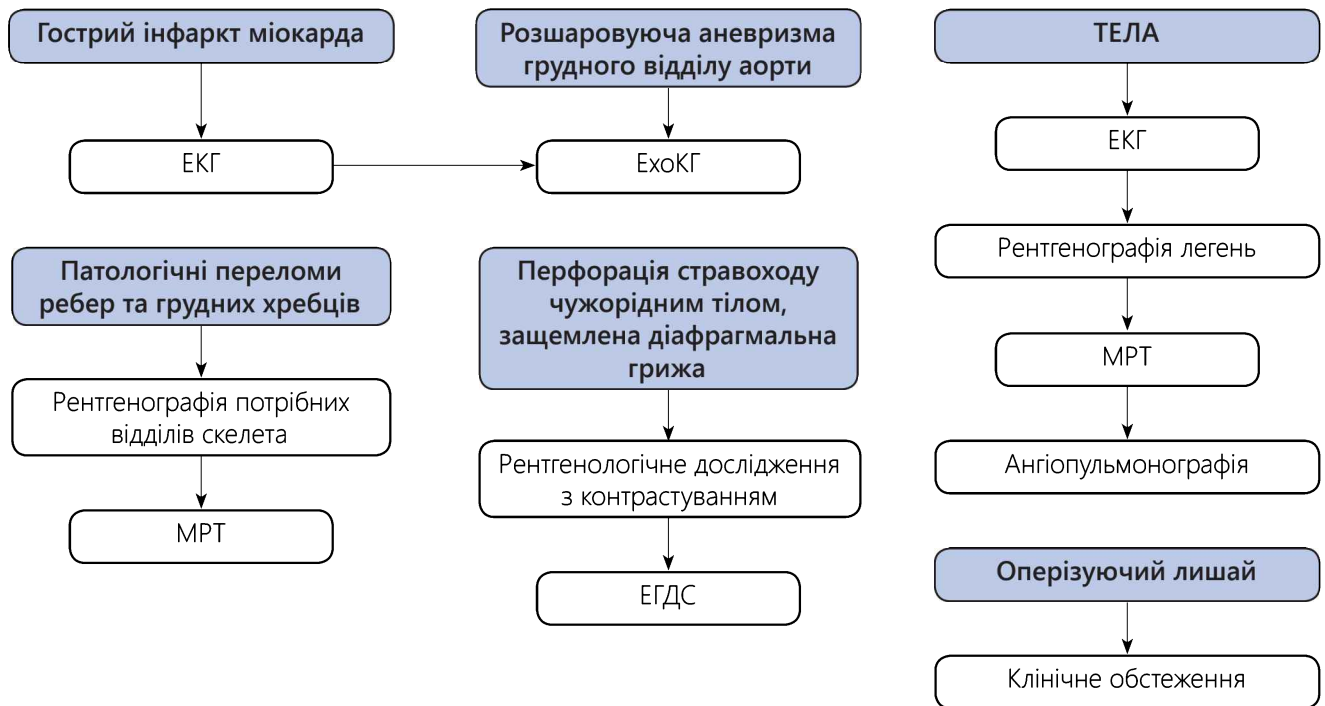 Гострий інфаркт міокарда
ЕКГ
Розшаровуюча аневризма
грудного відділу аорти
ЕхоКГ
ТЕЛА
ЕКГ
Рентгенографія легень
МРТ
Ангіопульмонографія
Патологічні переломи
ребер та грудних хребців
Рентгенографія потрібних
відділів скелета
МРТ
Перфорація стравоходу
чужорідним тілом,
защемлена діафрагмальна
грижа
Рентгенологічне дослідження
з контрастуванням
ЕГДС
Оперізуючий лишай
Клінічне обстеження